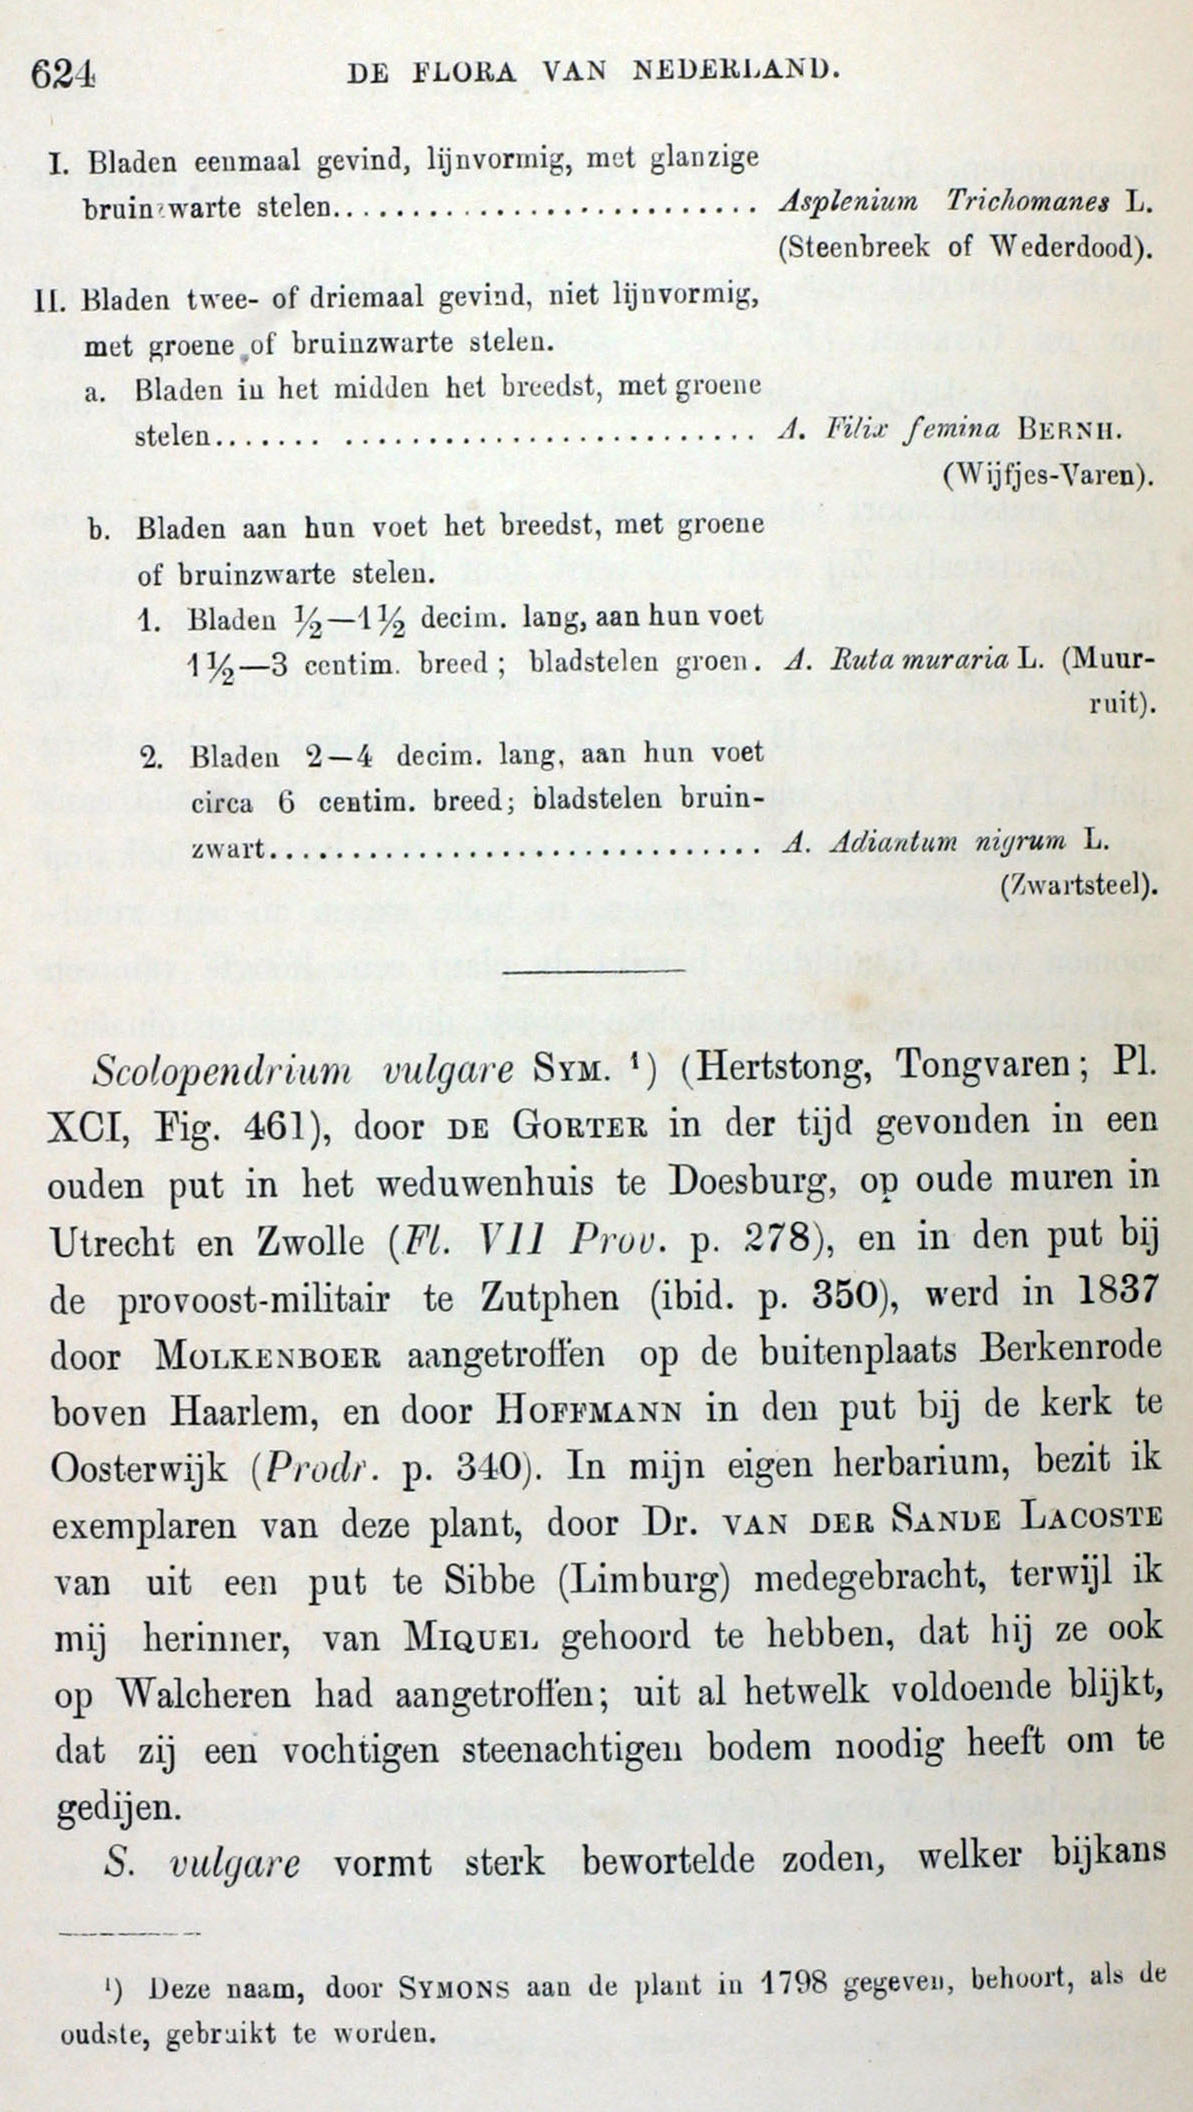 624 DE FLORA VAN NEDERLAND.
I. Bladen eenmaal gevind, lijnvormig, met glanzige
bruinzwarte stelen.......................... Asplenium Trichomanes L.
(Steenbreek of Wederdood).
II. Bladen twee- of driemaal gevind, niet lijnvormig,
met groene of bruinzwarte stelen.
a. Bladen in het midden het breedst, met groene
stelen....... .......................... A. Filix femina BERNH.
(Wijfjes-Varen).
b. Bladen aan hun voet het breedst, met groene
of bruinzwarte stelen.
1. Bladen ½—1½ decim. lang, aan hun voet
1½—3 centim. breed; bladstelen groen. A. Ruta muraria L. (Muur-
ruit).
2. Bladen 2—4 decim. lang, aan hun voet
circa 6 centim. breed; bladstelen bruin-
zwart.............................. A. Adiantum nigrum L.
(Zwartsteel).
Scolopendrium vulgare SYM. ¹) (Hertstong, Tongvaren; Pl.
XCI, Fig. 461), door DE GORTER in der tijd gevonden in een
ouden put in het weduwenhuis te Doesburg, op oude muren in
Utrecht en Zwolle (Fl. VII Prov. p. 278), en in den put bij
de provoost-militair te Zutphen (ibid. p. 350), werd in 1837
door MOLKENBOER aangetroffen op de buitenplaats Berkenrode
boven Haarlem, en door HOFFMANN in den put bij de kerk te
Oosterwijk (Prodr. p. 340). In mijn eigen herbarium, bezit ik
exemplaren van deze plant, door Dr. VAN DER SANDE LACOSTE
van uit een put te Sibbe (Limburg) medegebracht, terwijl ik
mij herinner, van MIQUEL gehoord te hebben, dat hij ze ook
op Walcheren had aangetroffen; uit al hetwelk voldoende blijkt,
dat zij een vochtigen steenachtigen bodem noodig heeft om te
gedijen.
S. vulgare vormt sterk bewortelde zoden, welker bijkans
¹) Deze naam, door SYMONS aan de plant in 1798 gegeven, behoort, als de
oudste, gebruikt te worden.